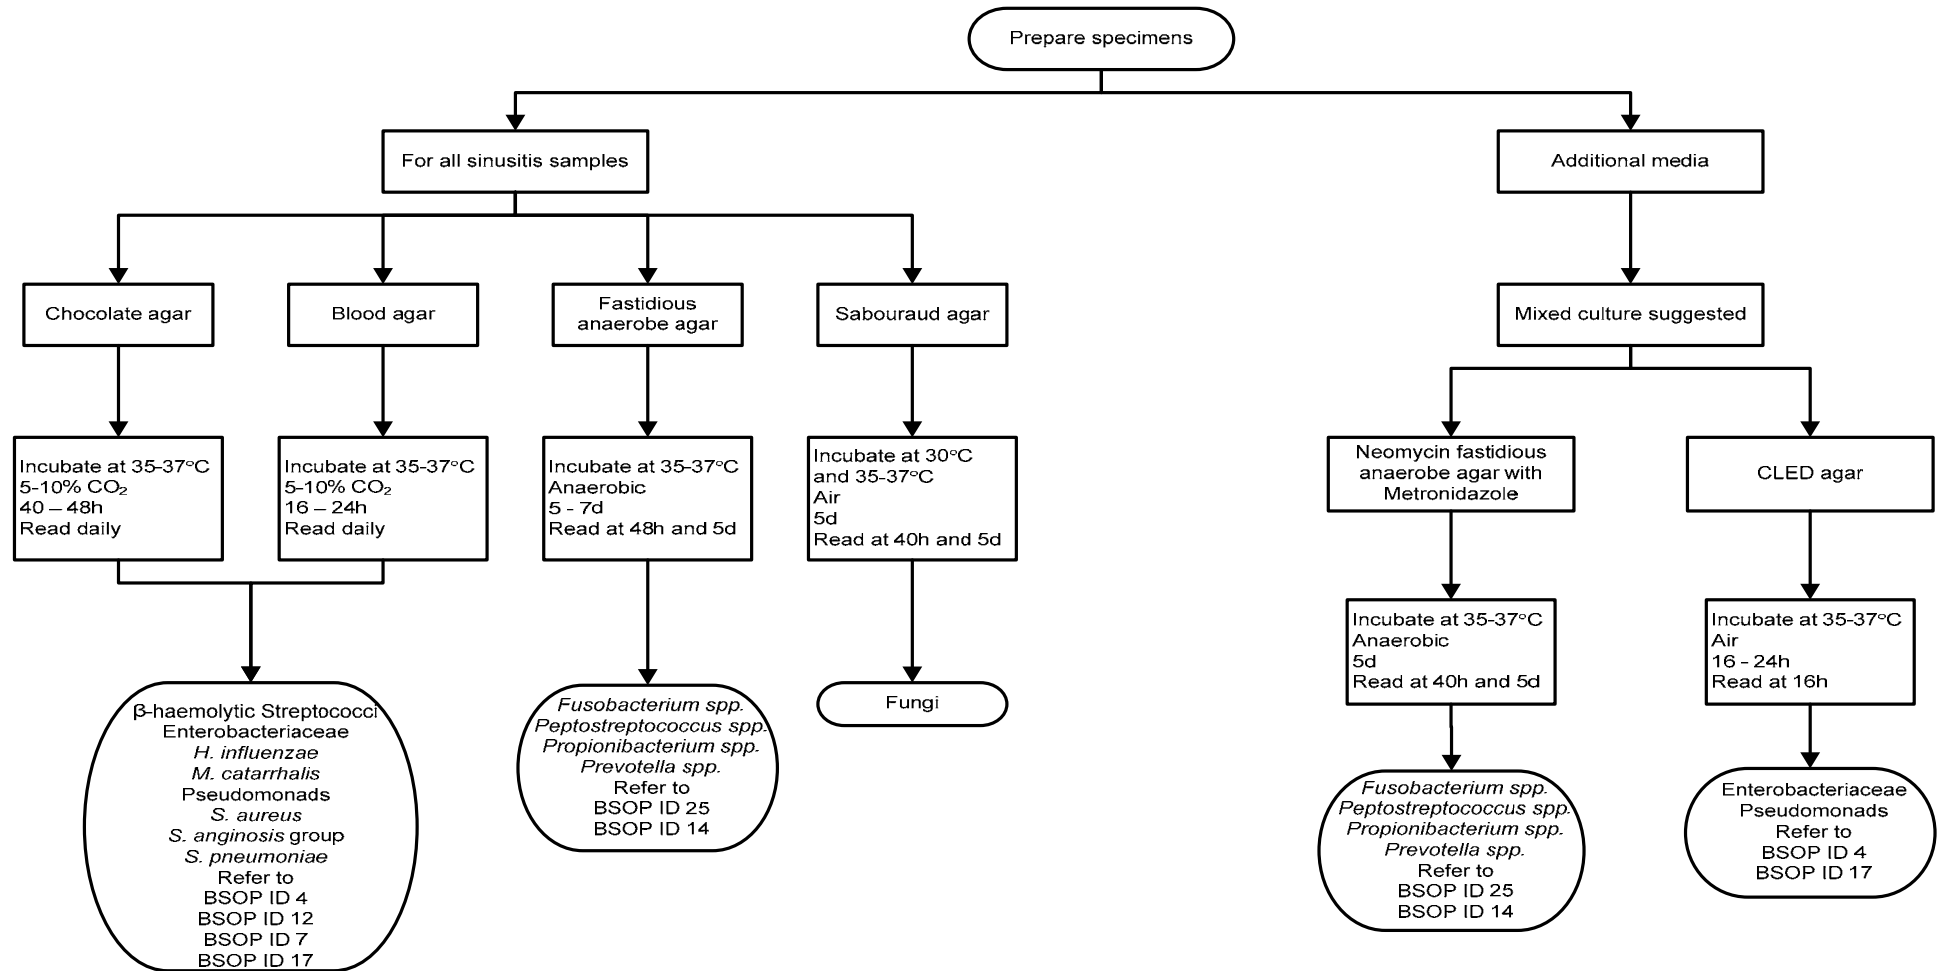 Prepare specimens
For all sinusitis samples
Additional media
Chocolate agar
Blood agar
Fastidious
anaerobe agar
Sabouraud agar
Mixed culture suggested
Incubate at 35-37°C
5-10% CO₂
40 – 48h
Read daily
Incubate at 35-37°C
5-10% CO₂
16 – 24h
Read daily
Incubate at 35-37°C
Anaerobic
5 - 7d
Read at 48h and 5d
Incubate at 30°C
and 35-37°C
Air
5d
Read at 40h and 5d
Neomycin fastidious
anaerobe agar with
Metronidazole
CLED agar
Incubate at 35-37°C
Anaerobic
5d
Read at 40h and 5d
Incubate at 35-37°C
Air
16 - 24h
Read at 16h
β-haemolytic Streptococci
Enterobacteriaceae
H. influenzae
M. catarrhalis
Pseudomonads
S. aureus
S. anginosis group
S. pneumoniae
Refer to
BSOP ID 4
BSOP ID 12
BSOP ID 7
BSOP ID 17
Fusobacterium spp.
Peptostreptococcus spp.
Propionibacterium spp.
Prevotella spp.
Refer to
BSOP ID 25
BSOP ID 14
Fungi
Fusobacterium spp.
Peptostreptococcus spp.
Propionibacterium spp.
Prevotella spp.
Refer to
BSOP ID 25
BSOP ID 14
Enterobacteriaceae
Pseudomonads
Refer to
BSOP ID 4
BSOP ID 17